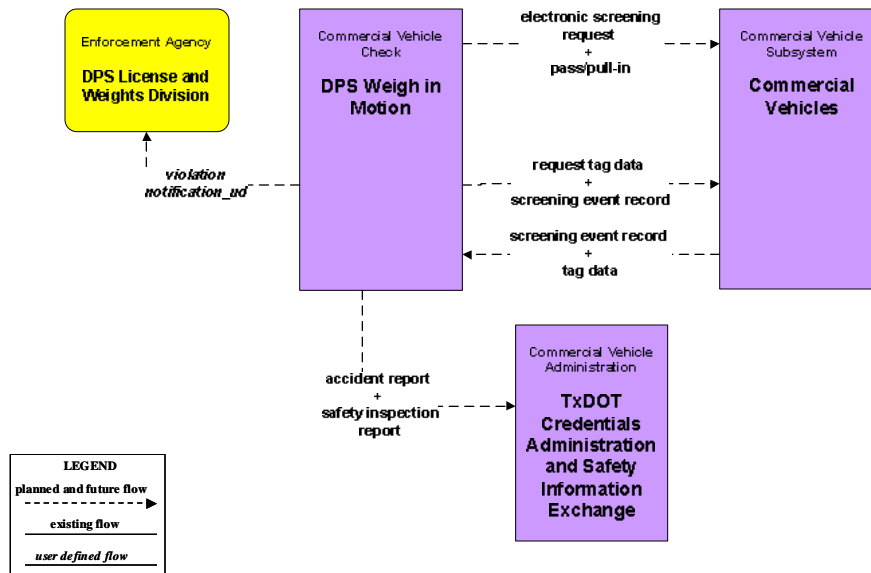 Enforcement Agency
DPS License and
Weights Division
Commercial Vehicle
Check
DPS Weigh in
Motion
electronic screening
request
+
pass/pull-in
Commercial Vehicle
Subsystem
Commercial
Vehicles
violation
notification_ud
request tag data
+
screening event record
screening event record
+
tag data
accident report
+
safety inspection
report
Commercial Vehicle
Administration
TxDOT
Credentials
Administration
and Safety
Information
Exchange
LEGEND
planned and future flow
existing flow
user defined flow